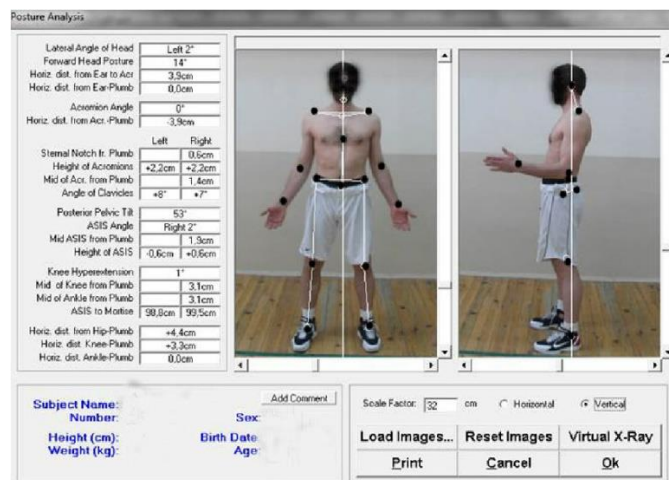 Posture Analysis
Lateral Angle of Head Left 2°
Forward Head Posture 14°
Horiz. dist. from Ear to Acr 3,9cm
Horiz. dist. from Ear-Plumb 0,0cm
Acromion Angle 0°
Horiz. dist. from Acr.-Plumb -3,9cm
Left Right
Sternal Notch fr. Plumb 0,6cm
Height of Acromions +2,2cm +2,2cm
Mid of Acr. from Plumb 1,4cm
Angle of Clavicles +8° +7°
Posterior Pelvic Tilt 53°
ASIS Angle Right 2°
Mid ASIS from Plumb 1,9cm
Height of ASIS -0,6cm +0,6cm
Knee Hyperextension 1°
Mid of Knee from Plumb 3,1cm
Mid of Ankle from Plumb 3,1cm
ASIS to Mortise 98,8cm 99,5cm
Horiz. dist. from Hip-Plumb +4,4cm
Horiz. dist. Knee-Plumb +3,3cm
Horiz. dist. Ankle-Plumb 0,0cm
Add Comment
Subject Name:
Number: Sex:
Height (cm): Birth Date
Weight (kg): Age:
Scale Factor: 32 cm Horizontal Vertical
Load Images... Reset Images Virtual X-Ray
Print Cancel Ok